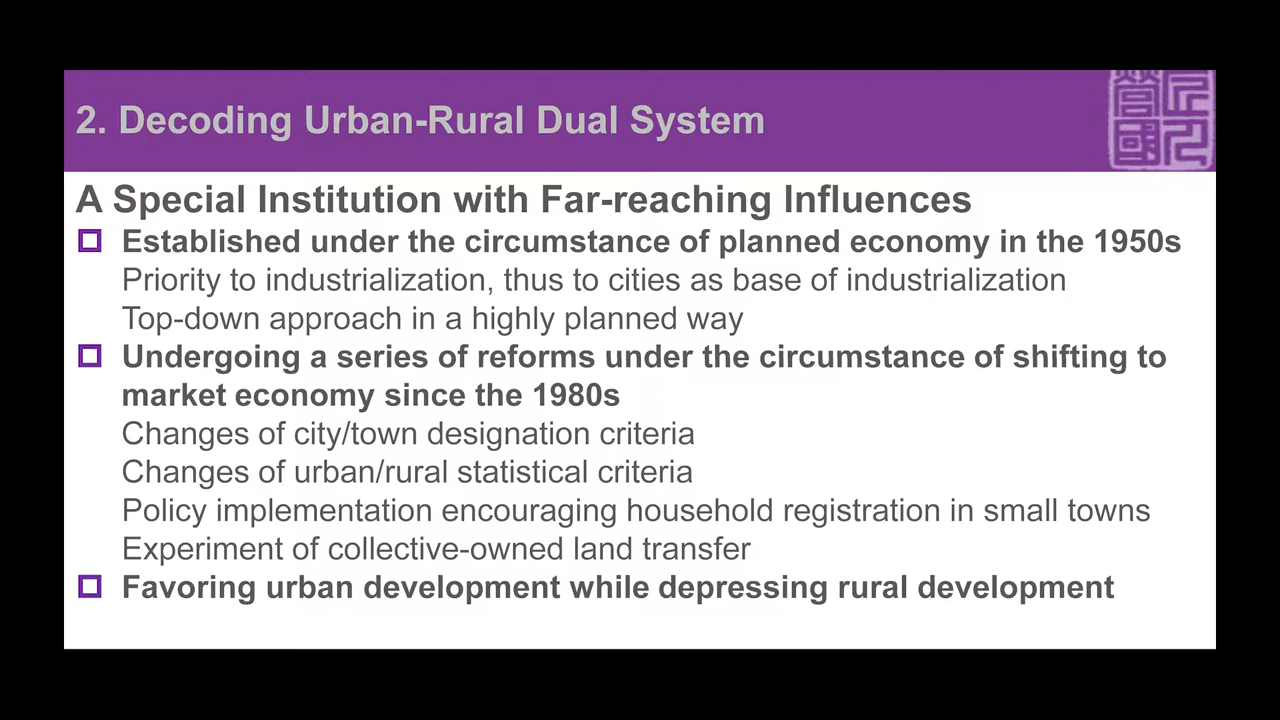 2. Decoding Urban-Rural Dual System
A Special Institution with Far-reaching Influences
Established under the circumstance of planned economy in the 1950s
Priority to industrialization, thus to cities as base of industrialization
Top-down approach in a highly planned way
Undergoing a series of reforms under the circumstance of shifting to
market economy since the 1980s
Changes of city/town designation criteria
Changes of urban/rural statistical criteria
Policy implementation encouraging household registration in small towns
Experiment of collective-owned land transfer
Favoring urban development while depressing rural development